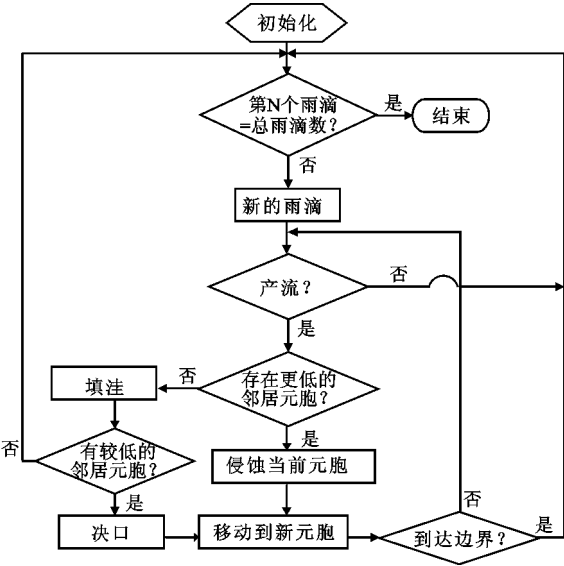 初始化
第N个雨滴
=总雨滴数？
是
结束
否
新的雨滴
产流？
否
是
存在更低的
邻居元胞？
否
填洼
是
侵蚀当前元胞
有较低的
邻居元胞？
否
是
决口
移动到新元胞
到达边界？
否
是